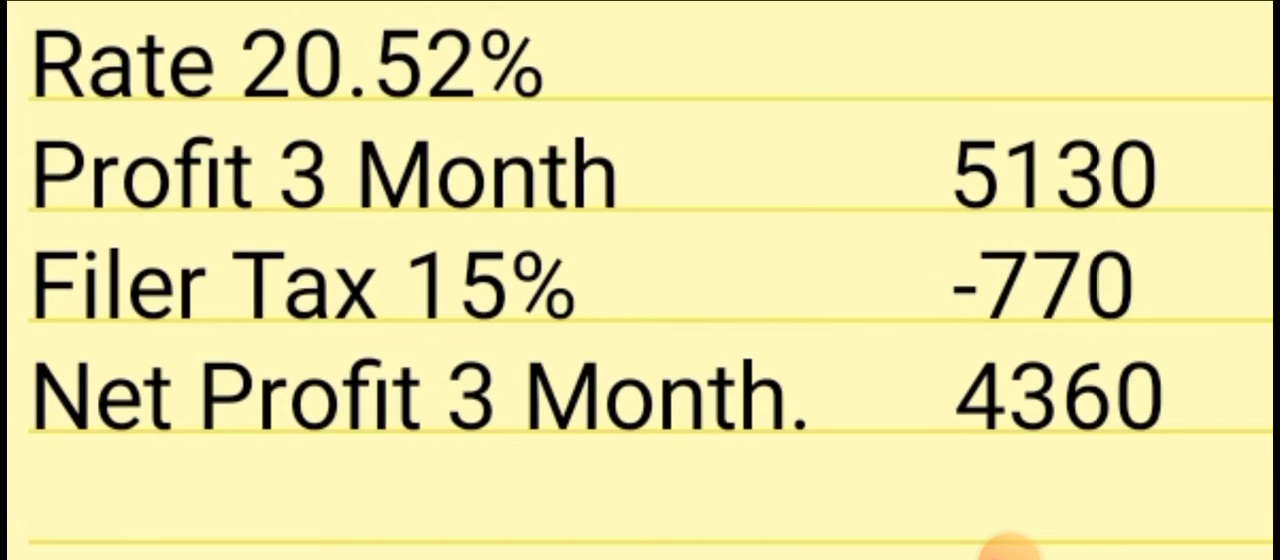 Rate 20.52%
Profit 3 Month 5130
Filer Tax 15% -770
Net Profit 3 Month. 4360